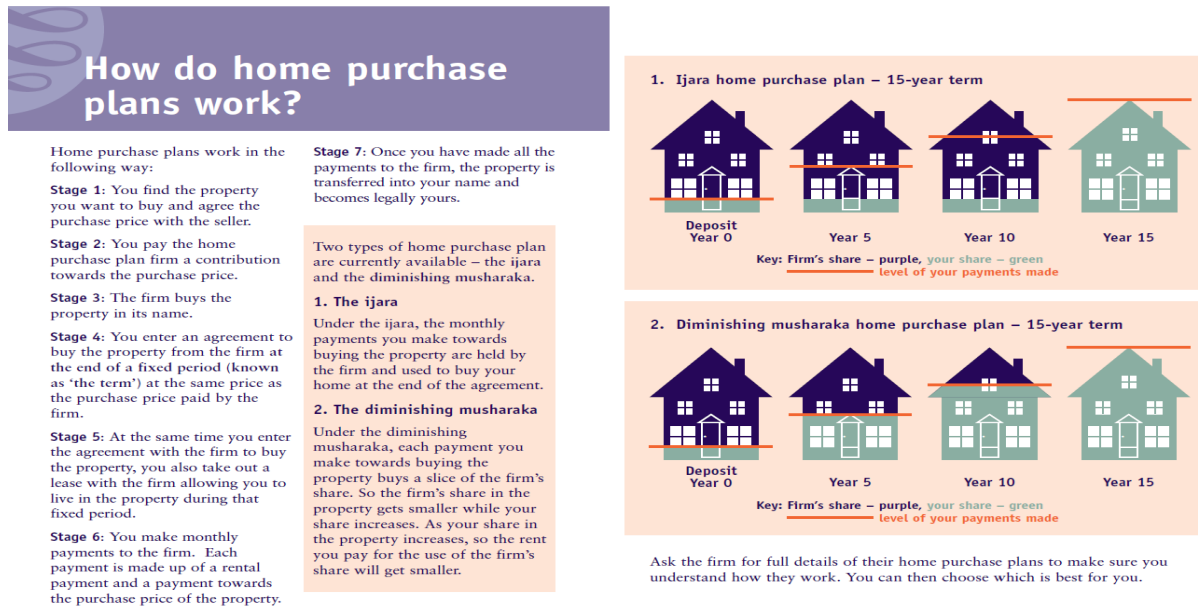 How do home purchase
plans work?
Home purchase plans work in the
following way:
Stage 1: You find the property
you want to buy and agree the
purchase price with the seller.
Stage 2: You pay the home
purchase plan firm a contribution
towards the purchase price.
Stage 3: The firm buys the
property in its name.
Stage 4: You enter an agreement to
buy the property from the firm at
the end of a fixed period (known
as ‘the term’) at the same price as
the purchase price paid by the
firm.
Stage 5: At the same time you enter
the agreement with the firm to buy
the property, you also take out a
lease with the firm allowing you to
live in the property during that
fixed period.
Stage 6: You make monthly
payments to the firm. Each
payment is made up of a rental
payment and a payment towards
the purchase price of the property.
Stage 7: Once you have made all the
payments to the firm, the property is
transferred into your name and
becomes legally yours.
Two types of home purchase plan
are currently available – the ijara
and the diminishing musharaka.
1. The ijara
Under the ijara, the monthly
payments you make towards
buying the property are held by
the firm and used to buy your
home at the end of the agreement.
2. The diminishing musharaka
Under the diminishing
musharaka, each payment you
make towards buying the
property buys a slice of the firm’s
share. So the firm’s share in the
property gets smaller while your
share increases. As your share in
the property increases, so the rent
you pay for the use of the firm’s
share will get smaller.
1. Ijara home purchase plan – 15-year term
Deposit
Year 0
Year 5
Year 10
Year 15
Key: Firm’s share – purple, your share – green
level of your payments made
2. Diminishing musharaka home purchase plan – 15-year term
Deposit
Year 0
Year 5
Year 10
Year 15
Key: Firm’s share – purple, your share – green
level of your payments made
Ask the firm for full details of their home purchase plans to make sure you
understand how they work. You can then choose which is best for you.